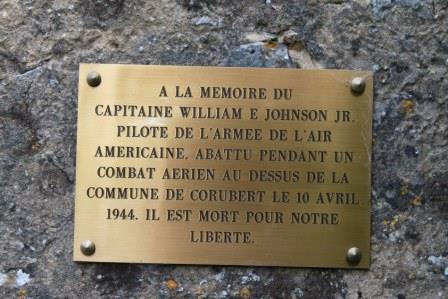 A LA MEMOIRE DU
CAPITAINE WILLIAM E JOHNSON JR.
PILOTE DE L'ARMEE DE L'AIR
AMERICAINE, ABATTU PENDANT UN
COMBAT AERIEN AU DESSUS DE LA
COMMUNE DE CORUBERT LE 10 AVRIL
1944. IL EST MORT POUR NOTRE
LIBERTE.